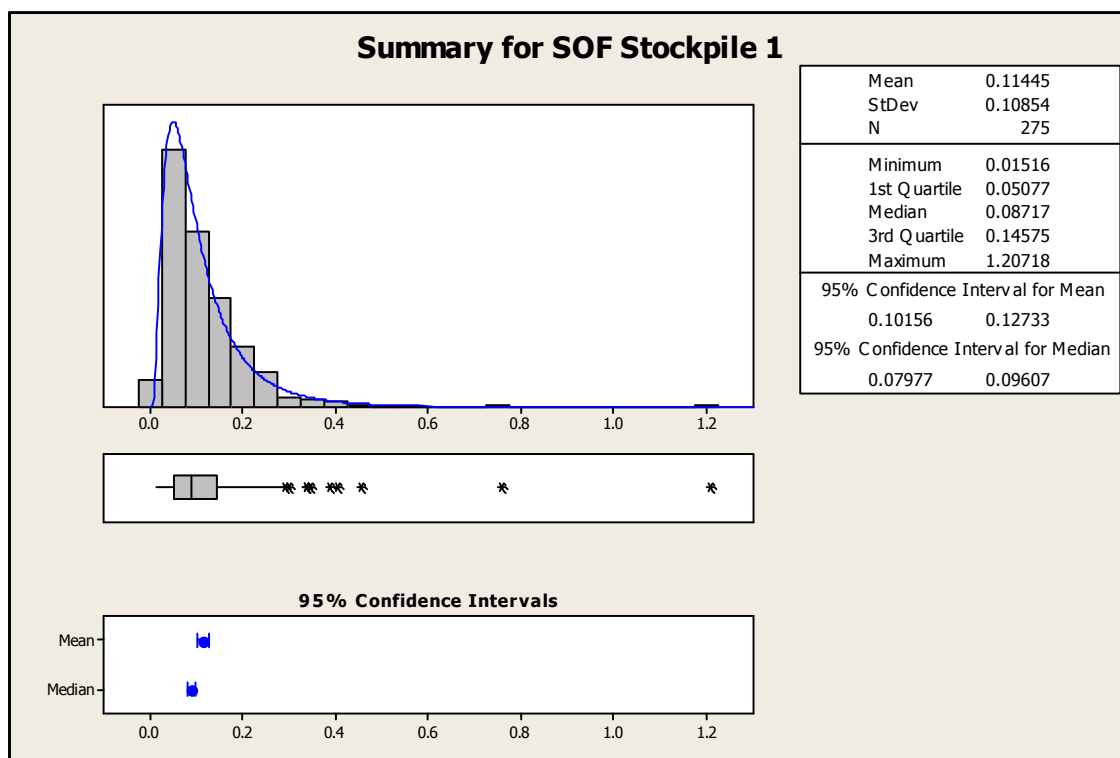 Summary for SOF Stockpile 1
Mean 0.11445
StDev 0.10854
N 275
Minimum 0.01516
1st Quartile 0.05077
Median 0.08717
3rd Quartile 0.14575
Maximum 1.20718
95% Confidence Interval for Mean
0.10156 0.12733
95% Confidence Interval for Median
0.07977 0.09607
0.0 0.2 0.4 0.6 0.8 1.0 1.2
95% Confidence Intervals
Mean
Median
0.0 0.2 0.4 0.6 0.8 1.0 1.2